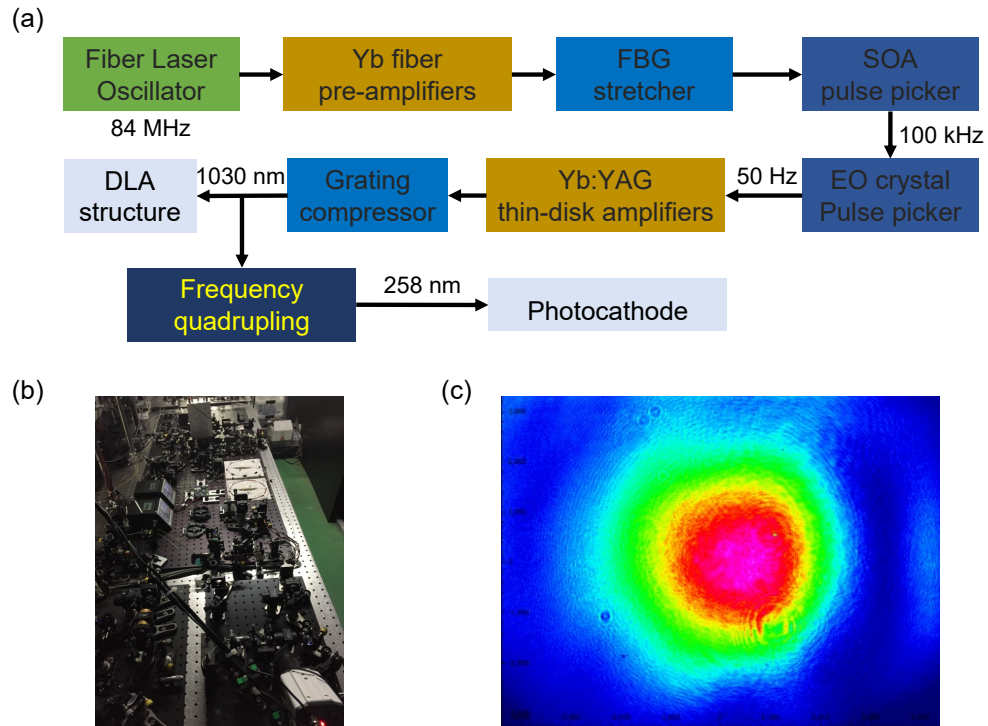 (a)
Fiber Laser
Oscillator
Yb fiber
pre-amplifiers
FBG
stretcher
SOA
pulse picker
84 MHz
100 kHz
DLA
structure
1030 nm
Grating
compressor
Yb:YAG
thin-disk amplifiers
50 Hz
EO crystal
Pulse picker
Frequency
quadrupling
258 nm
Photocathode
(b)
(c)